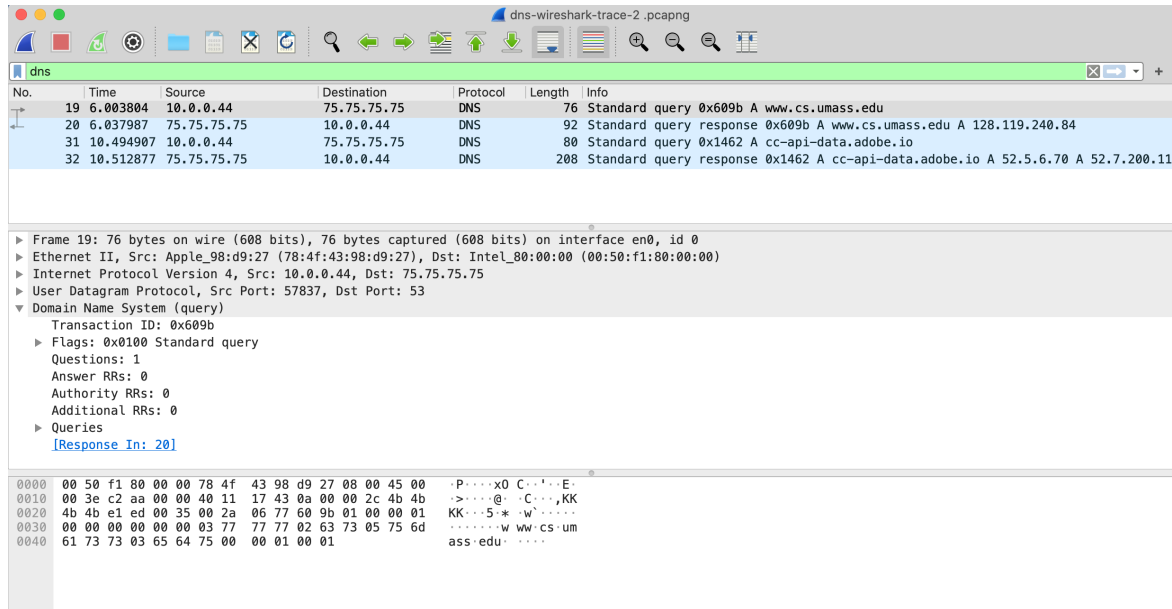 dns-wireshark-trace-2 .pcapng
dns
No. Time Source Destination Protocol Length Info
19 6.003804 10.0.0.44 75.75.75.75 DNS 76 Standard query 0x609b A www.cs.umass.edu
20 6.037987 75.75.75.75 10.0.0.44 DNS 92 Standard query response 0x609b A www.cs.umass.edu A 128.119.240.84
31 10.494907 10.0.0.44 75.75.75.75 DNS 80 Standard query 0x1462 A cc-api-data.adobe.io
32 10.512877 75.75.75.75 10.0.0.44 DNS 208 Standard query response 0x1462 A cc-api-data.adobe.io A 52.5.6.70 A 52.7.200.11
Frame 19: 76 bytes on wire (608 bits), 76 bytes captured (608 bits) on interface en0, id 0
Ethernet II, Src: Apple_98:d9:27 (78:4f:43:98:d9:27), Dst: Intel_80:00:00 (00:50:f1:80:00:00)
Internet Protocol Version 4, Src: 10.0.0.44, Dst: 75.75.75.75
User Datagram Protocol, Src Port: 57837, Dst Port: 53
Domain Name System (query)
Transaction ID: 0x609b
Flags: 0x0100 Standard query
Questions: 1
Answer RRs: 0
Authority RRs: 0
Additional RRs: 0
Queries
[Response In: 20]
0000 00 50 f1 80 00 00 78 4f 43 98 d9 27 08 00 45 00 ·P····xO C··'··E·
0010 00 3e c2 aa 00 00 40 11 17 43 0a 00 00 2c 4b 4b ·>····@· ·C···,KK
0020 4b 4b e1 ed 00 35 00 2a 06 77 60 9b 01 00 00 01 KK···5·* ·w`·····
0030 00 00 00 00 00 00 03 77 77 77 02 63 73 05 75 6d ·······w ww·cs·um
0040 61 73 73 03 65 64 75 00 00 01 00 01 ass·edu· ····